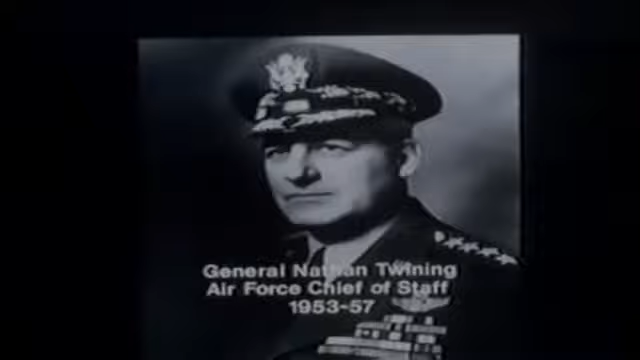 General Nathan Twining
Air Force Chief of Staff
1953-57